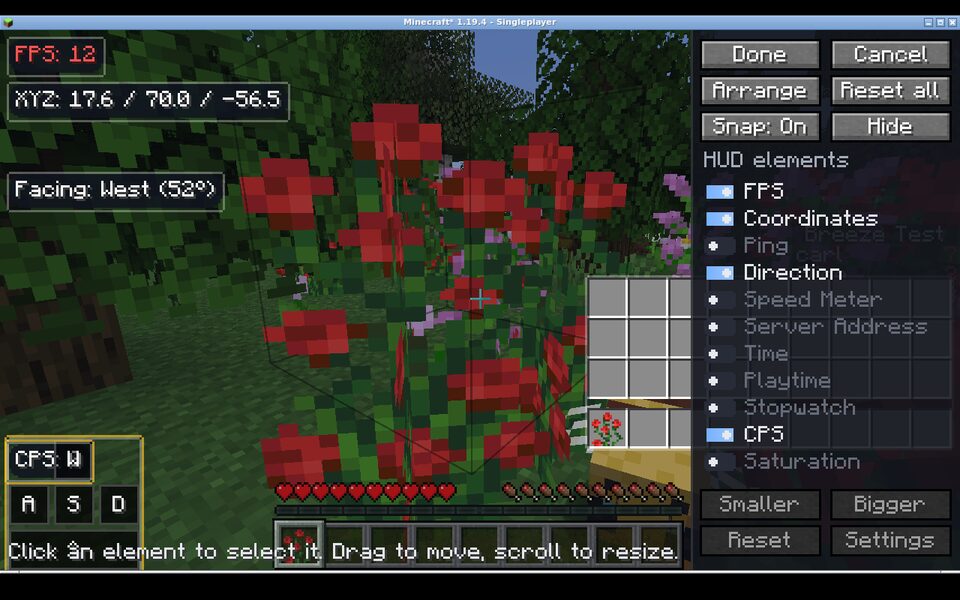 Minecraft* 1.19.4 - Singleplayer
FPS: 12
XYZ: 17.6 / 70.0 / -56.5
Facing: West (52°)
CPS: W
A S D
Click an element to select it. Drag to move, scroll to resize.
Done Cancel
Arrange Reset all
Snap: On Hide
HUD elements
FPS
Coordinates
Ping
Direction
Speed Meter
Server Address
Time
Playtime
Stopwatch
CPS
Saturation
Smaller Bigger
Reset Settings